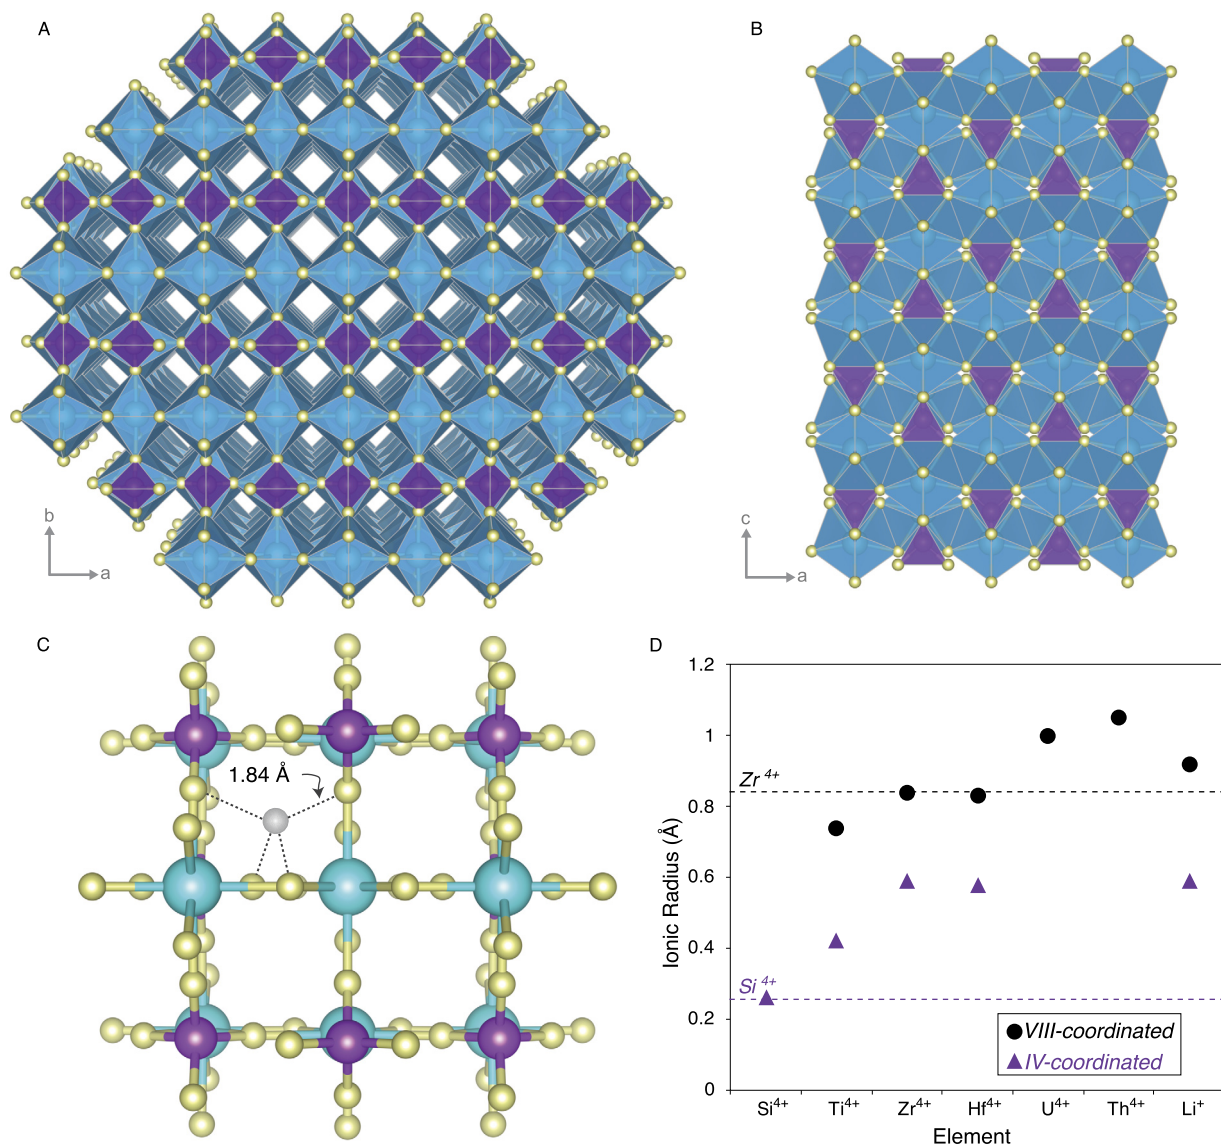 A
B
b
a
c
a
C
1.84 Å
D
Ionic Radius (Å)
1.2
1
0.8
0.6
0.4
0.2
0
Zr 4+
Si 4+
VIII-coordinated
IV-coordinated
Si4+ Ti4+ Zr4+ Hf4+ U4+ Th4+ Li+
Element